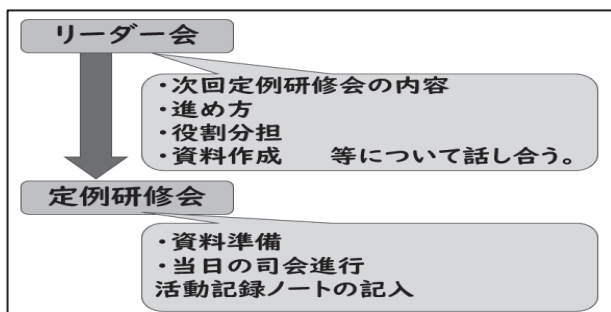 リーダー会
・次回定例研修会の内容
・進め方
・役割分担
・資料作成　　等について話し合う。
定例研修会
・資料準備
・当日の司会進行
活動記録ノートの記入